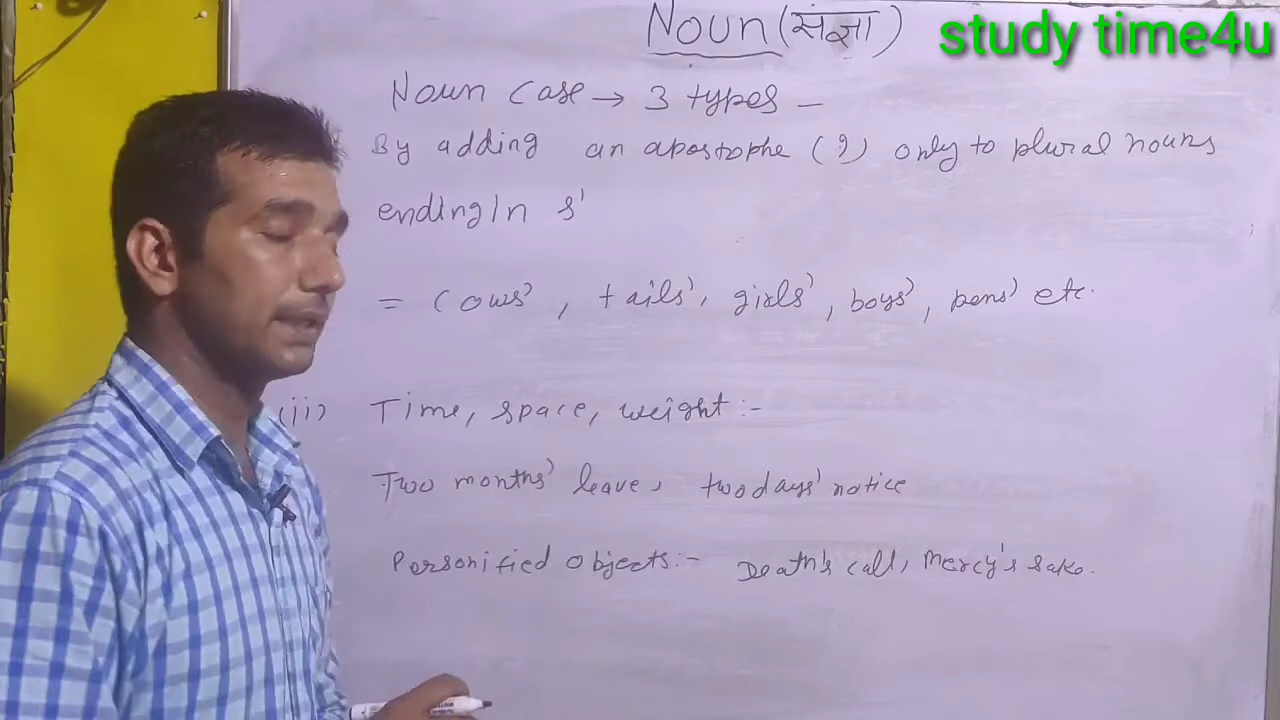 Noun (संज्ञा)
study time4u
Noun Case → 3 types –
By adding an apostophe (') only to plural nouns
ending in s'
= Cows', tails', girls', boys', pens' etc.
(ii) Time, space, weight :-
Two months' leave, two days' notice
Personified objects :- Death's call, Mercy's sake.